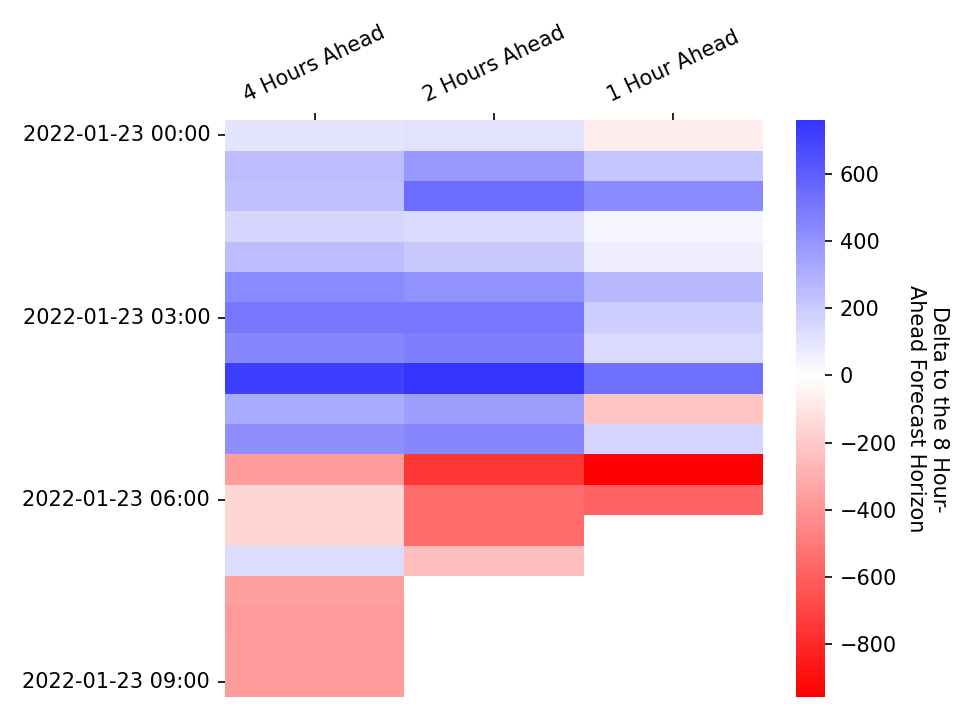 4 Hours Ahead
2 Hours Ahead
1 Hour Ahead
2022-01-23 00:00
2022-01-23 03:00
2022-01-23 06:00
2022-01-23 09:00
600
400
200
0
−200
−400
−600
−800
Delta to the 8 Hour-
Ahead Forecast Horizon